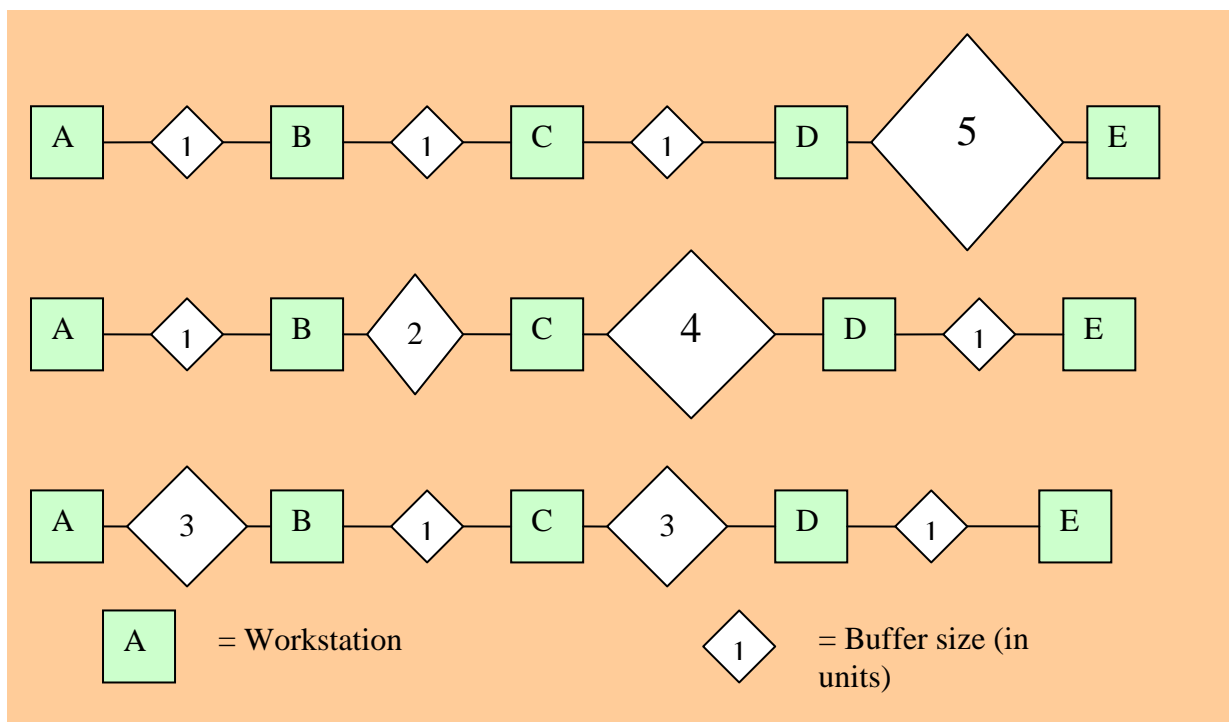 A 1 B 1 C 1 D 5 E
A 1 B 2 C 4 D 1 E
A 3 B 1 C 3 D 1 E
A = Workstation 1 = Buffer size (in
units)